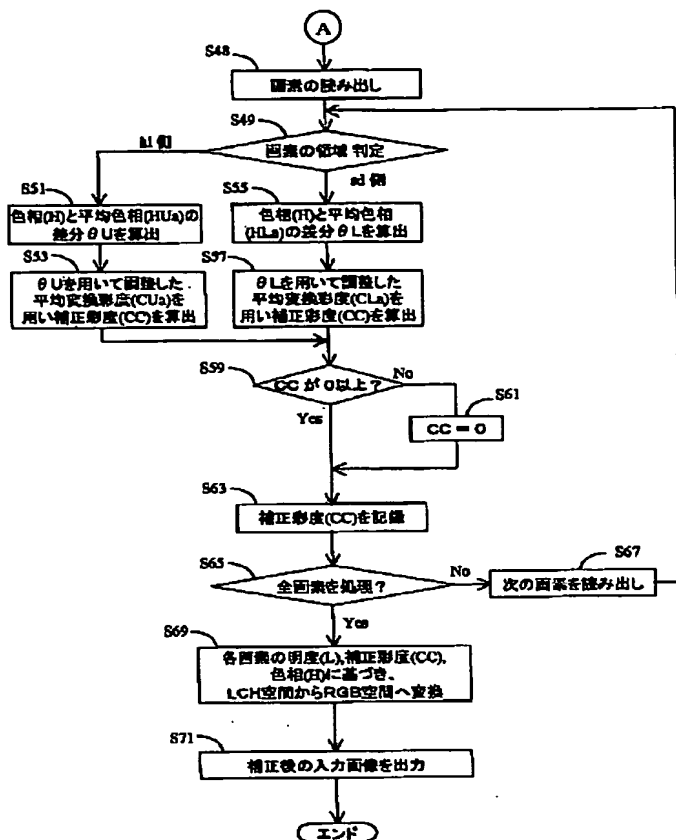 A
S48
画素の読み出し
S49
画素の領域 判定
hl 側
sd 側
S51
色相(H)と平均色相(HUa)の
差分θUを算出
S55
色相(H)と平均色相
(HLa)の差分θLを算出
S53
θUを用いて調整した
平均変換彩度(CUa)を
用い補正彩度(CC)を算出
S57
θLを用いて調整した
平均変換彩度(CLa)を
用い補正彩度(CC)を算出
S59
CCが0以上?
No
Yes
S61
CC = 0
S63
補正彩度(CC)を記録
S65
全画素を処理?
No
S67
次の画素を読み出し
Yes
S69
各画素の明度(L),補正彩度(CC),
色相(H)に基づき、
LCH空間からRGB空間へ変換
S71
補正後の入力画像を出力
エンド